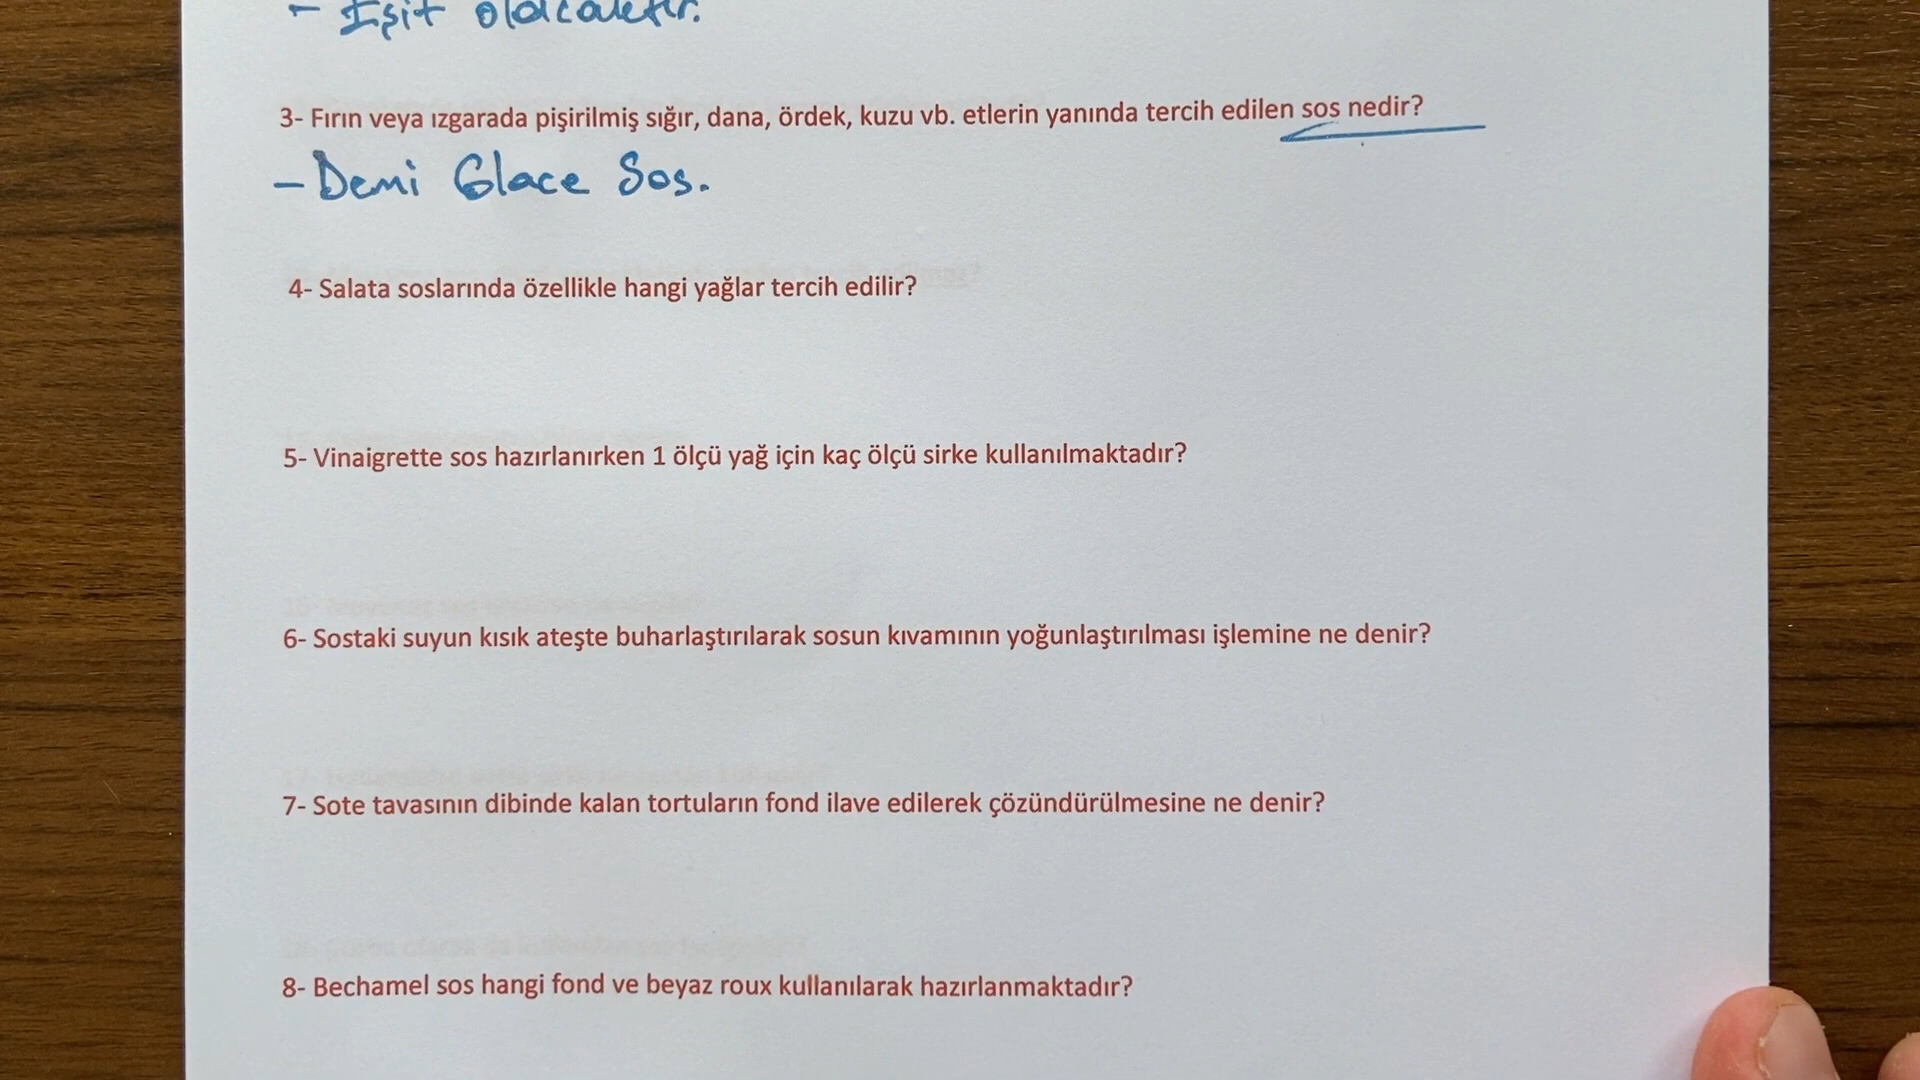 - Eşit olacaktır.
3- Fırın veya ızgarada pişirilmiş sığır, dana, ördek, kuzu vb. etlerin yanında tercih edilen sos nedir?
- Demi Glace Sos.
4- Salata soslarında özellikle hangi yağlar tercih edilir?
5- Vinaigrette sos hazırlanırken 1 ölçü yağ için kaç ölçü sirke kullanılmaktadır?
6- Sostaki suyun kısık ateşte buharlaştırılarak sosun kıvamının yoğunlaştırılması işlemine ne denir?
7- Sote tavasının dibinde kalan tortuların fond ilave edilerek çözündürülmesine ne denir?
8- Bechamel sos hangi fond ve beyaz roux kullanılarak hazırlanmaktadır?